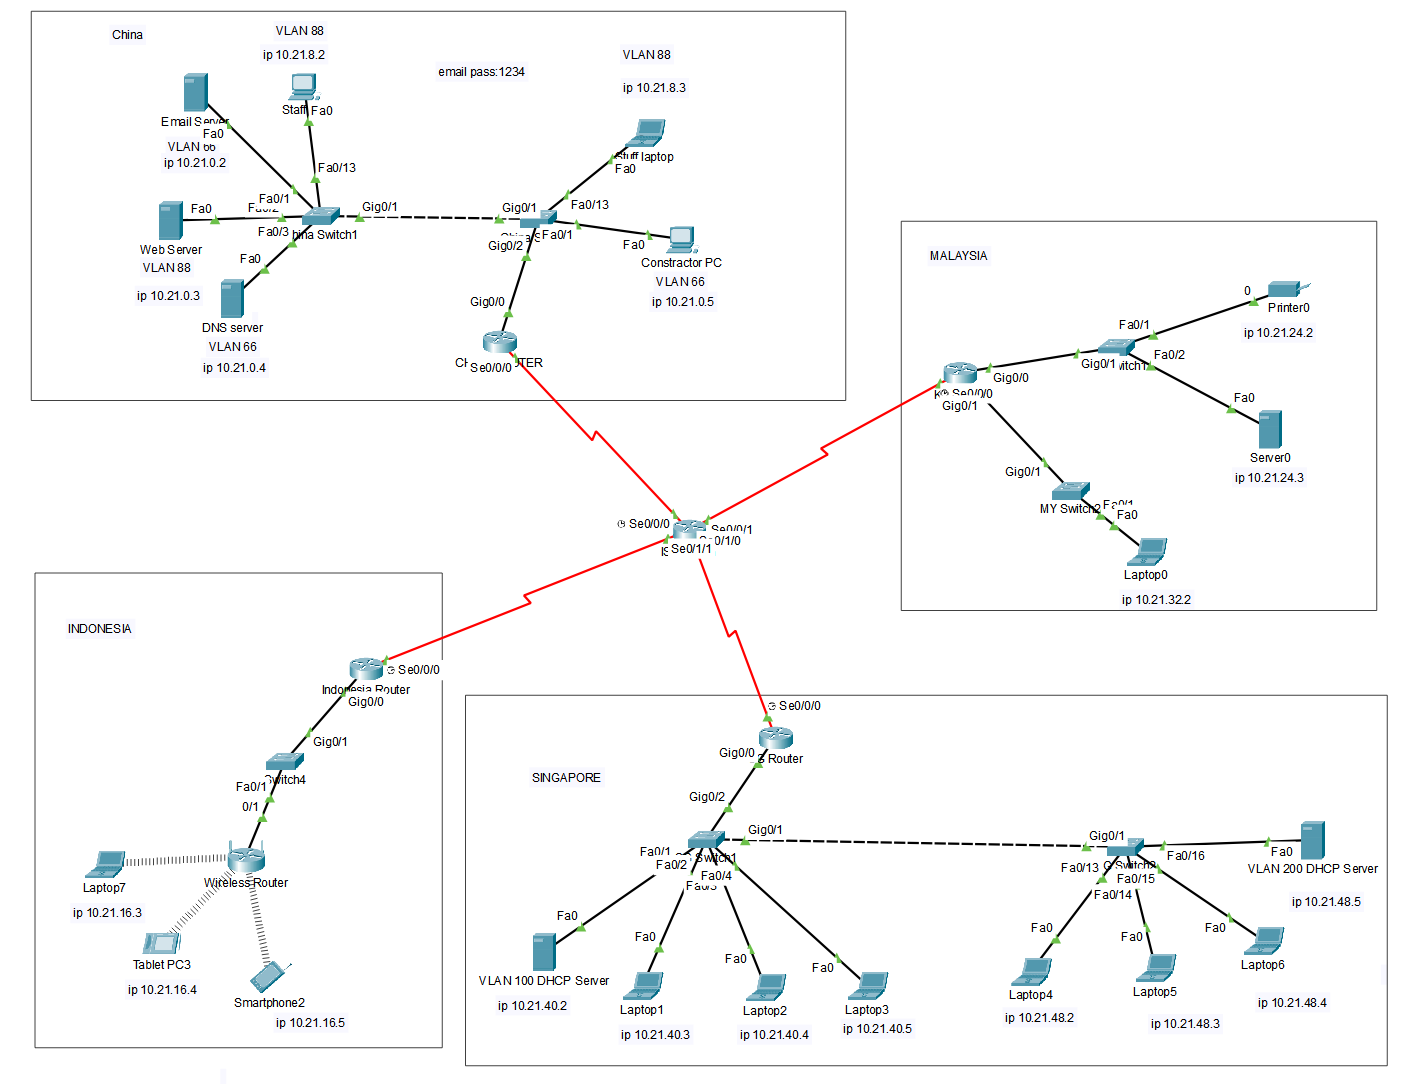 China
VLAN 88
ip 10.21.8.2
Staff
Fa0
email pass:1234
VLAN 88
ip 10.21.8.3
Stuff laptop
Fa0
Email Server
Fa0
VLAN 66
ip 10.21.0.2
Fa0/13
Fa0/1
Fa0/2
Fa0/3
Gig0/1
Switch1
Fa0
Web Server
VLAN 88
ip 10.21.0.3
Fa0
DNS server
VLAN 66
ip 10.21.0.4
Gig0/1
Fa0/13
Fa0/1
Gig0/2
Fa0
Constractor PC
VLAN 66
ip 10.21.0.5
Gig0/0
Se0/0/0
MALAYSIA
0
Printer0
ip 10.21.24.2
Fa0/1
Fa0/2
Gig0/1
Gig0/0
Se0/0/0
Gig0/1
Fa0
Server0
ip 10.21.24.3
Gig0/1
MY Switch2
Fa0/1
Fa0
Laptop0
ip 10.21.32.2
Se0/0/0
Se0/0/1
Se0/1/0
Se0/1/1
INDONESIA
Se0/0/0
Indonesia Router
Gig0/0
Gig0/1
Switch4
Fa0/1
0/1
Wireless Router
Laptop7
ip 10.21.16.3
Tablet PC3
ip 10.21.16.4
Smartphone2
ip 10.21.16.5
SINGAPORE
Se0/0/0
Gig0/0
Router
Gig0/2
Gig0/1
Switch1
Fa0/1
Fa0/2
Fa0/3
Fa0/4
Fa0
VLAN 100 DHCP Server
ip 10.21.40.2
Fa0
Laptop1
ip 10.21.40.3
Fa0
Laptop2
ip 10.21.40.4
Fa0
Laptop3
ip 10.21.40.5
Gig0/1
Fa0/16
Fa0/13
Fa0/15
Fa0/14
Fa0
VLAN 200 DHCP Server
ip 10.21.48.5
Fa0
Laptop4
ip 10.21.48.2
Fa0
Laptop5
ip 10.21.48.3
Fa0
Laptop6
ip 10.21.48.4